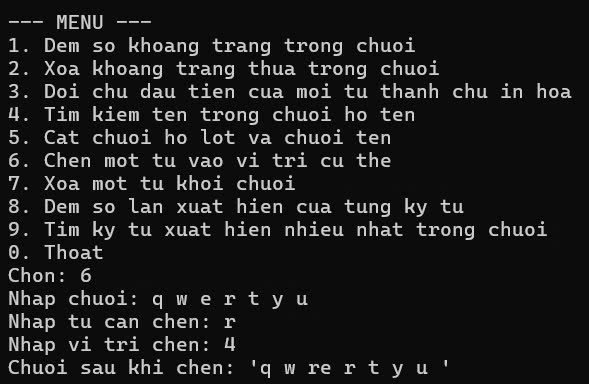 --- MENU ---
1. Dem so khoang trang trong chuoi
2. Xoa khoang trang thua trong chuoi
3. Doi chu dau tien cua moi tu thanh chu in hoa
4. Tim kiem ten trong chuoi ho ten
5. Cat chuoi ho lot va chuoi ten
6. Chen mot tu vao vi tri cu the
7. Xoa mot tu khoi chuoi
8. Dem so lan xuat hien cua tung ky tu
9. Tim ky tu xuat hien nhieu nhat trong chuoi
0. Thoat
Chon: 6
Nhap chuoi: q w e r t y u
Nhap tu can chen: r
Nhap vi tri chen: 4
Chuoi sau khi chen: 'q w re r t y u '